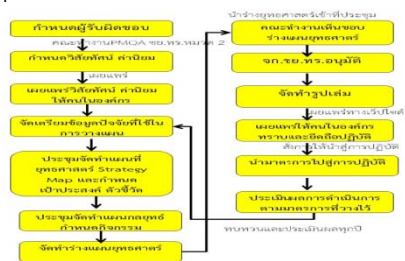 กำหนดผู้รับผิดชอบ
คณะทำงานPMQA ชย.ทร.หมวด 2
กำหนดวิสัยทัศน์ ค่านิยม
เผยแพร่
เผยแพร่วิสัยทัศน์ ค่านิยม
ให้คนในองค์กร
จัดเตรียมข้อมูลปัจจัยที่ใช้ใน
การวางแผน
ประชุมจัดทำแผนที่
ยุทธศาสตร์ Strategy
Map และกำหนด
เป้าประสงค์ ตัวชี้วัด
ประชุมจัดทำแผนกลยุทธ์
กำหนดกิจกรรม
จัดทำร่างแผนยุทธศาสตร์
นำร่างยุทธศาสตร์เข้าที่ประชุม
คณะทำงานเห็นชอบ
ร่างแผนยุทธศาสตร์
จก.ชย.ทร.อนุมัติ
จัดทำรูปเล่ม
เผยแพร่ทางเว็ปไซต์
เผยแพร่ให้คนในองค์กร
ทราบและยึดถือปฏิบัติ
สั่งการให้นำสู่การปฏิบัติ
นำมาตรการไปสู่การปฏิบัติ
ประเมินผลการดำเนินการ
ตามมาตรการที่วางไว้
ทบทวนและประเมินผลทุกปี